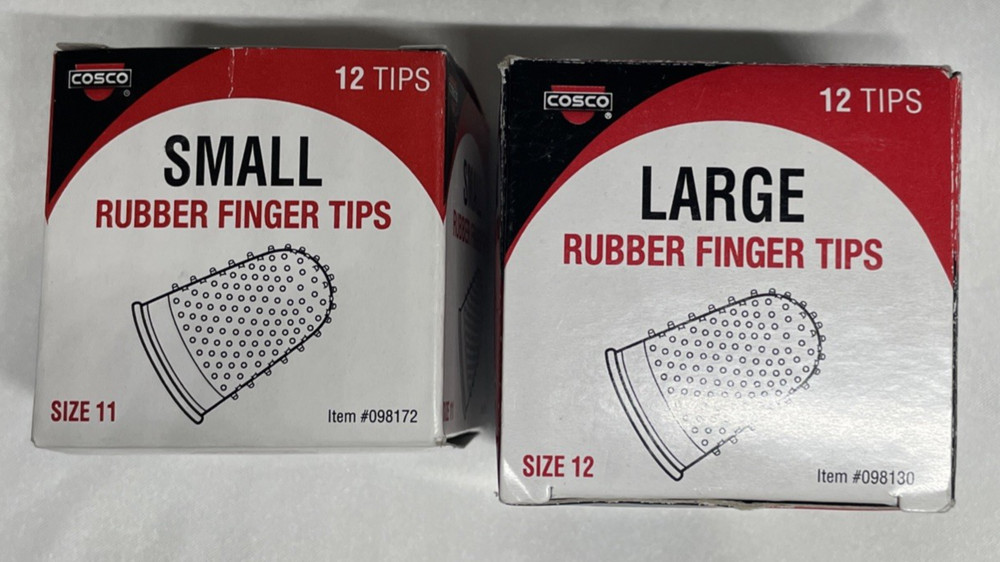 COSCO
12 TIPS
SMALL
RUBBER FINGER TIPS
SIZE 11
Item #098172
COSCO
12 TIPS
LARGE
RUBBER FINGER TIPS
SIZE 12
Item #098130